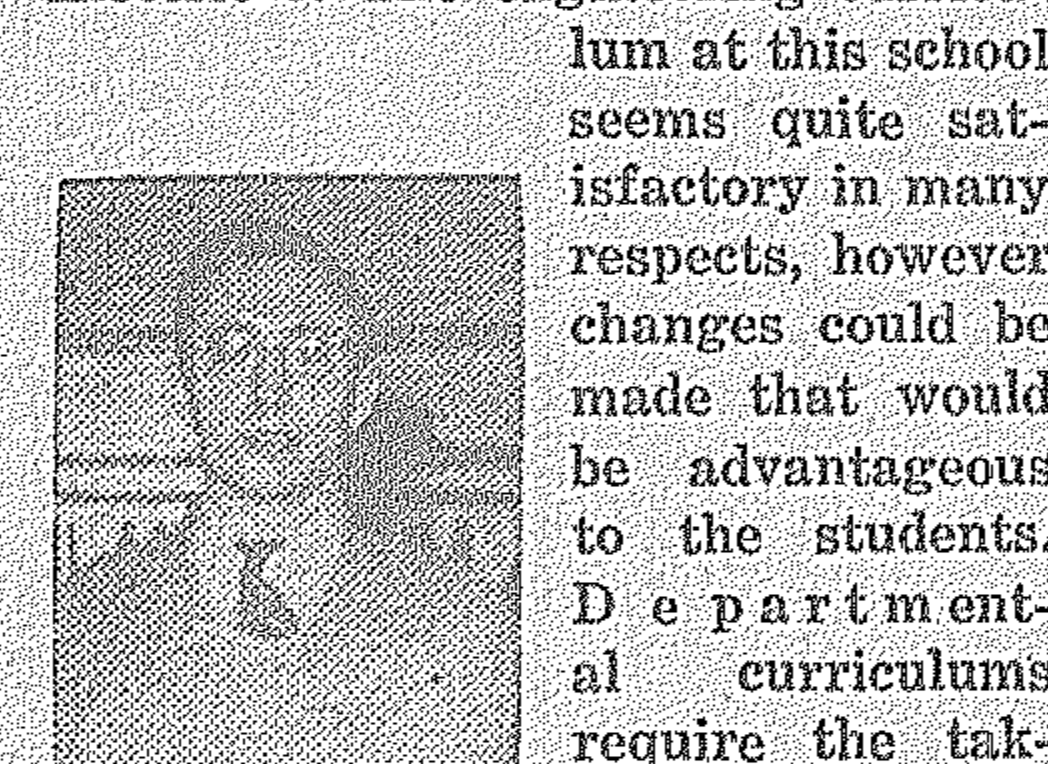 lum at this school
seems quite sat-
isfactory in many
respects, however
changes could be
made that would
be advantageous
to the students.
Department-
al curriculums
require the tak-